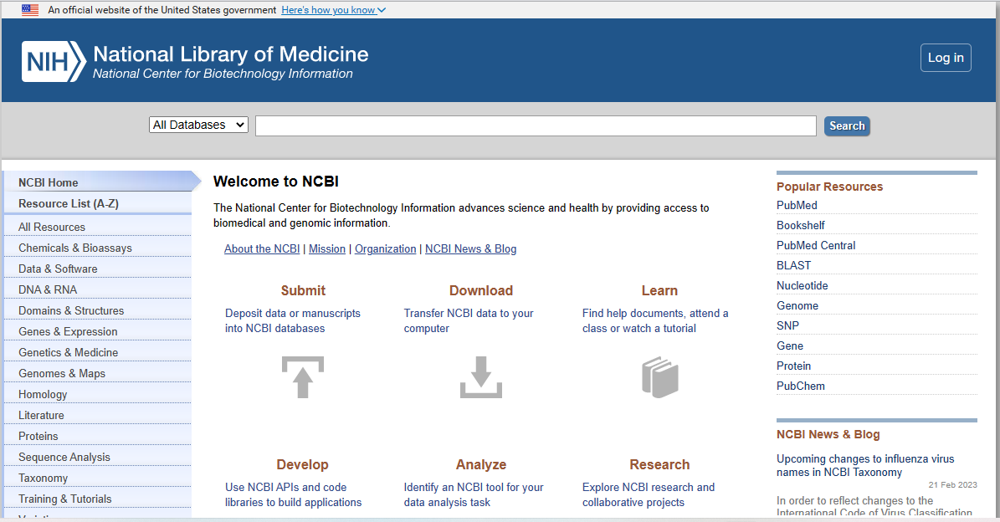 An official website of the United States government Here's how you know
NIH
National Library of Medicine
National Center for Biotechnology Information
Log in
All Databases
Search
NCBI Home
Resource List (A-Z)
All Resources
Chemicals & Bioassays
Data & Software
DNA & RNA
Domains & Structures
Genes & Expression
Genetics & Medicine
Genomes & Maps
Homology
Literature
Proteins
Sequence Analysis
Taxonomy
Training & Tutorials
Welcome to NCBI
The National Center for Biotechnology Information advances science and health by providing access to
biomedical and genomic information.
About the NCBI | Mission | Organization | NCBI News & Blog
Submit
Deposit data or manuscripts
into NCBI databases
Download
Transfer NCBI data to your
computer
Learn
Find help documents, attend a
class or watch a tutorial
Develop
Use NCBI APIs and code
libraries to build applications
Analyze
Identify an NCBI tool for your
data analysis task
Research
Explore NCBI research and
collaborative projects
Popular Resources
PubMed
Bookshelf
PubMed Central
BLAST
Nucleotide
Genome
SNP
Gene
Protein
PubChem
NCBI News & Blog
Upcoming changes to influenza virus
names in NCBI Taxonomy
21 Feb 2023
In order to reflect changes to the
International Code of Virus Classification